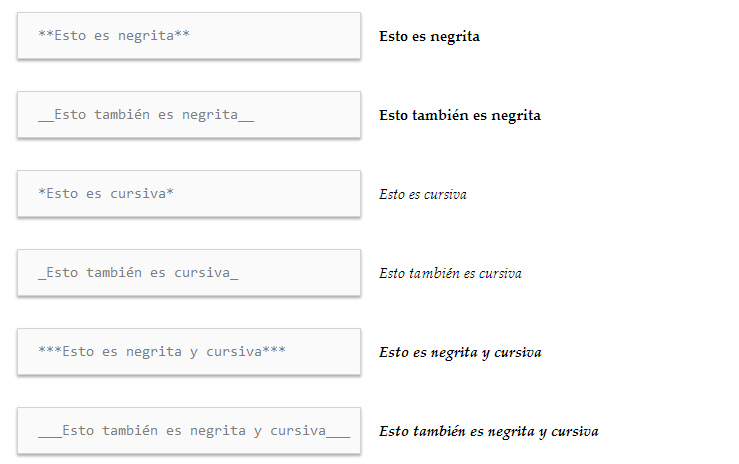 **Esto es negrita** Esto es negrita
__Esto también es negrita__ Esto también es negrita
*Esto es cursiva* Esto es cursiva
_Esto también es cursiva_ Esto también es cursiva
***Esto es negrita y cursiva*** Esto es negrita y cursiva
___Esto también es negrita y cursiva___ Esto también es negrita y cursiva